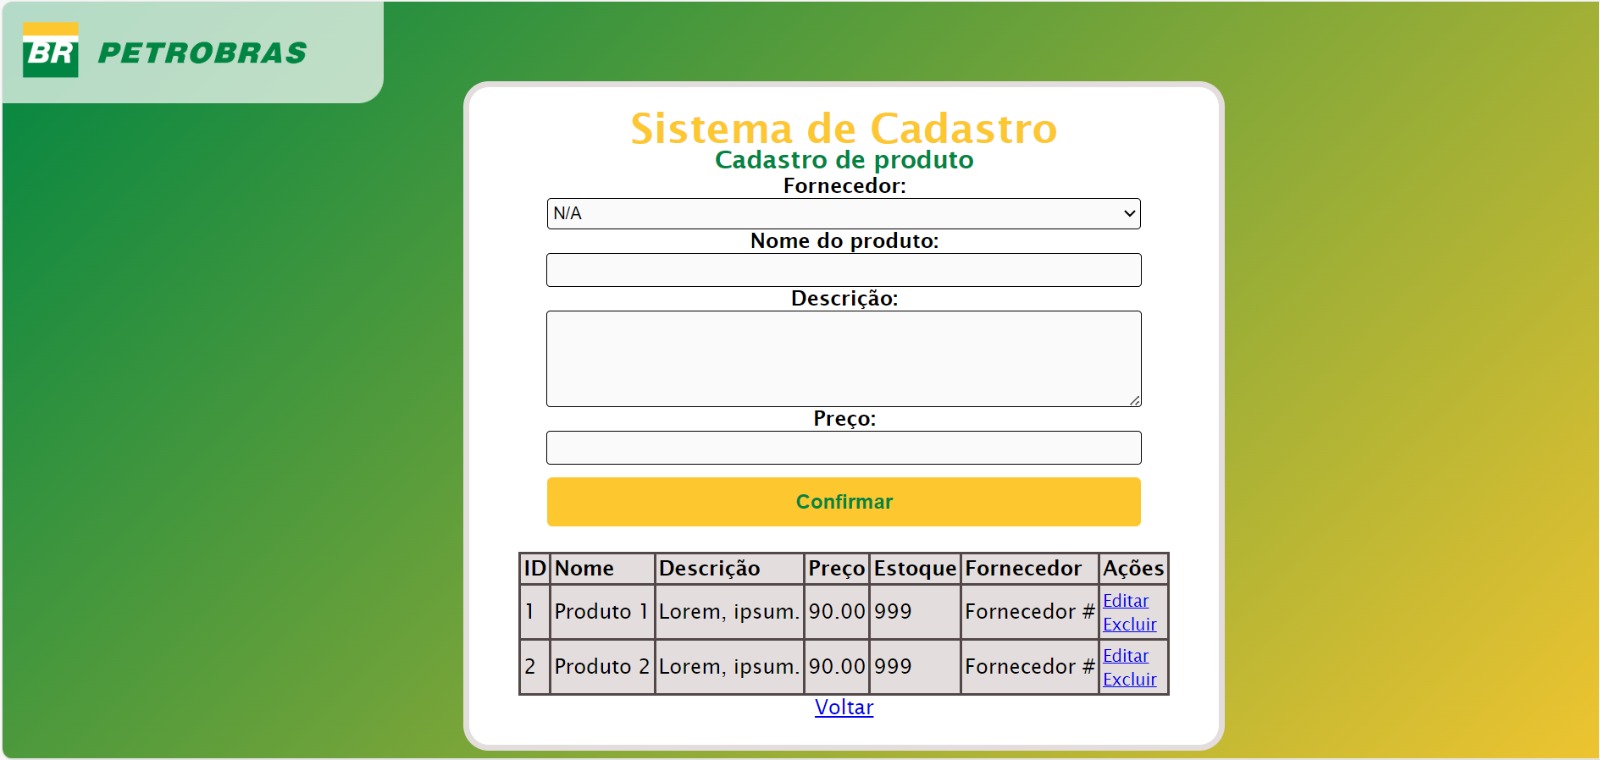 BR PETROBRAS
Sistema de Cadastro
Cadastro de produto
Fornecedor:
N/A
Nome do produto:
Descrição:
Preço:
Confirmar
ID Nome Descrição Preço Estoque Fornecedor Ações
1 Produto 1 Lorem, ipsum. 90.00 999 Fornecedor # Editar
Excluir
2 Produto 2 Lorem, ipsum. 90.00 999 Fornecedor # Editar
Excluir
Voltar